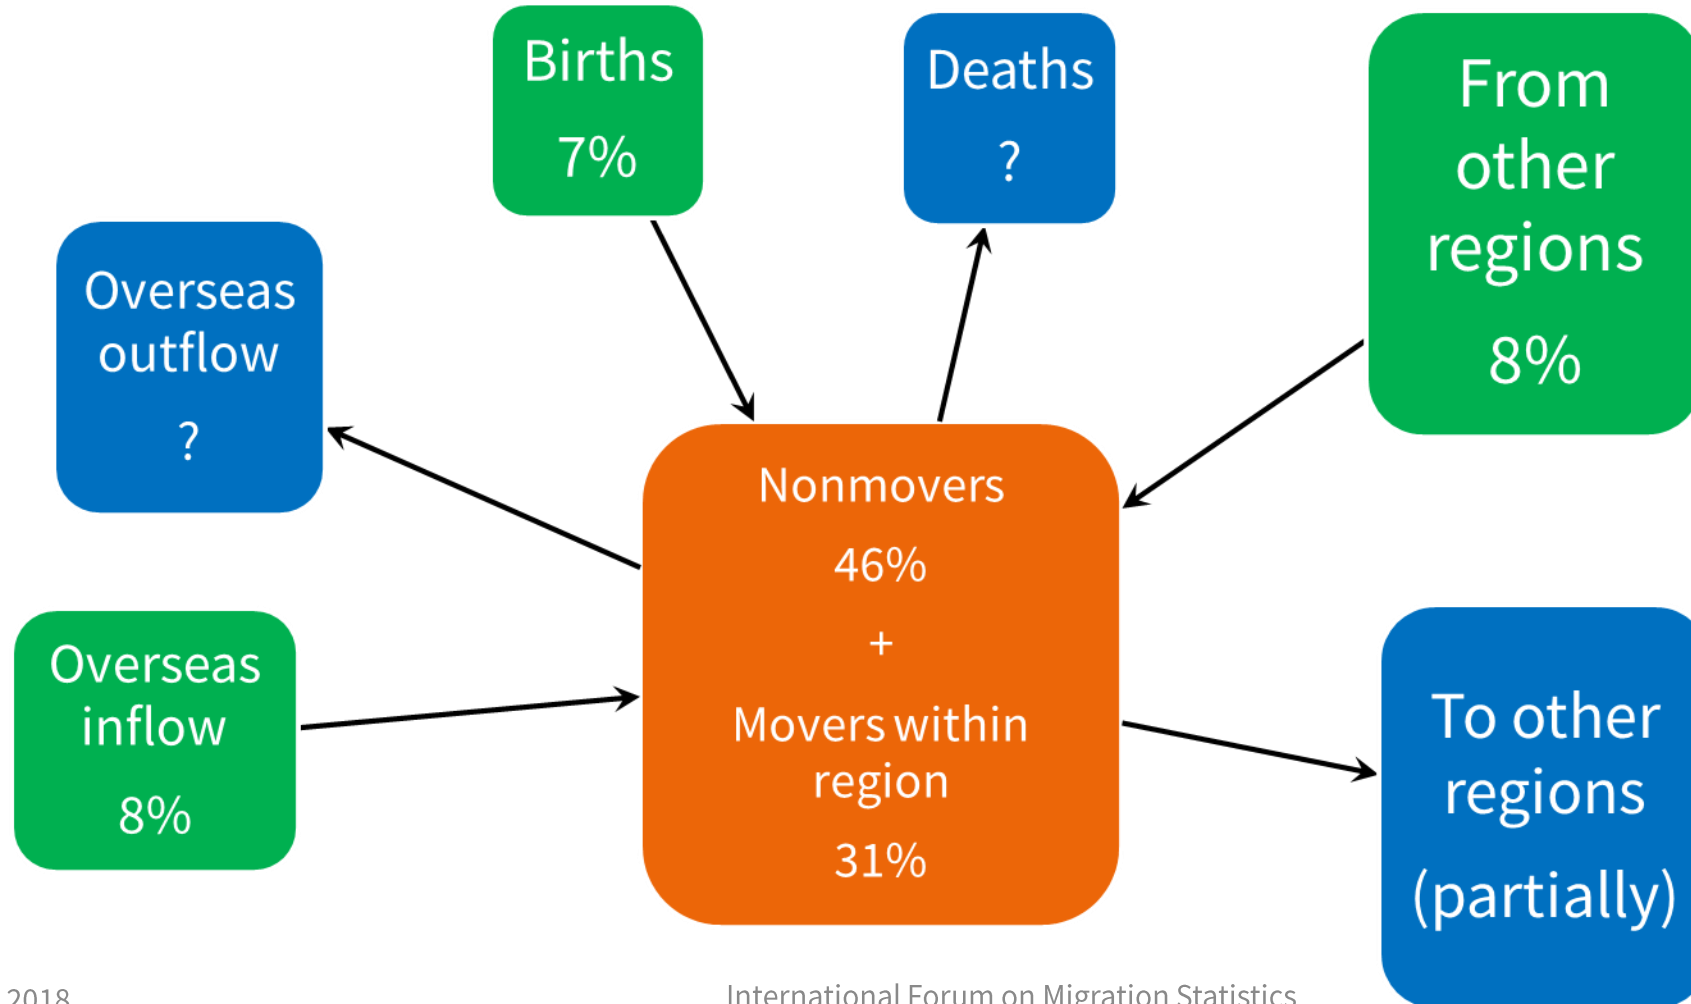 Births
7%
Deaths
?
From
other
regions
8%
Overseas
outflow
?
Nonmovers
46%
+
Movers within
region
31%
Overseas
inflow
8%
To other
regions
(partially)
2018
International Forum on Migration Statistics